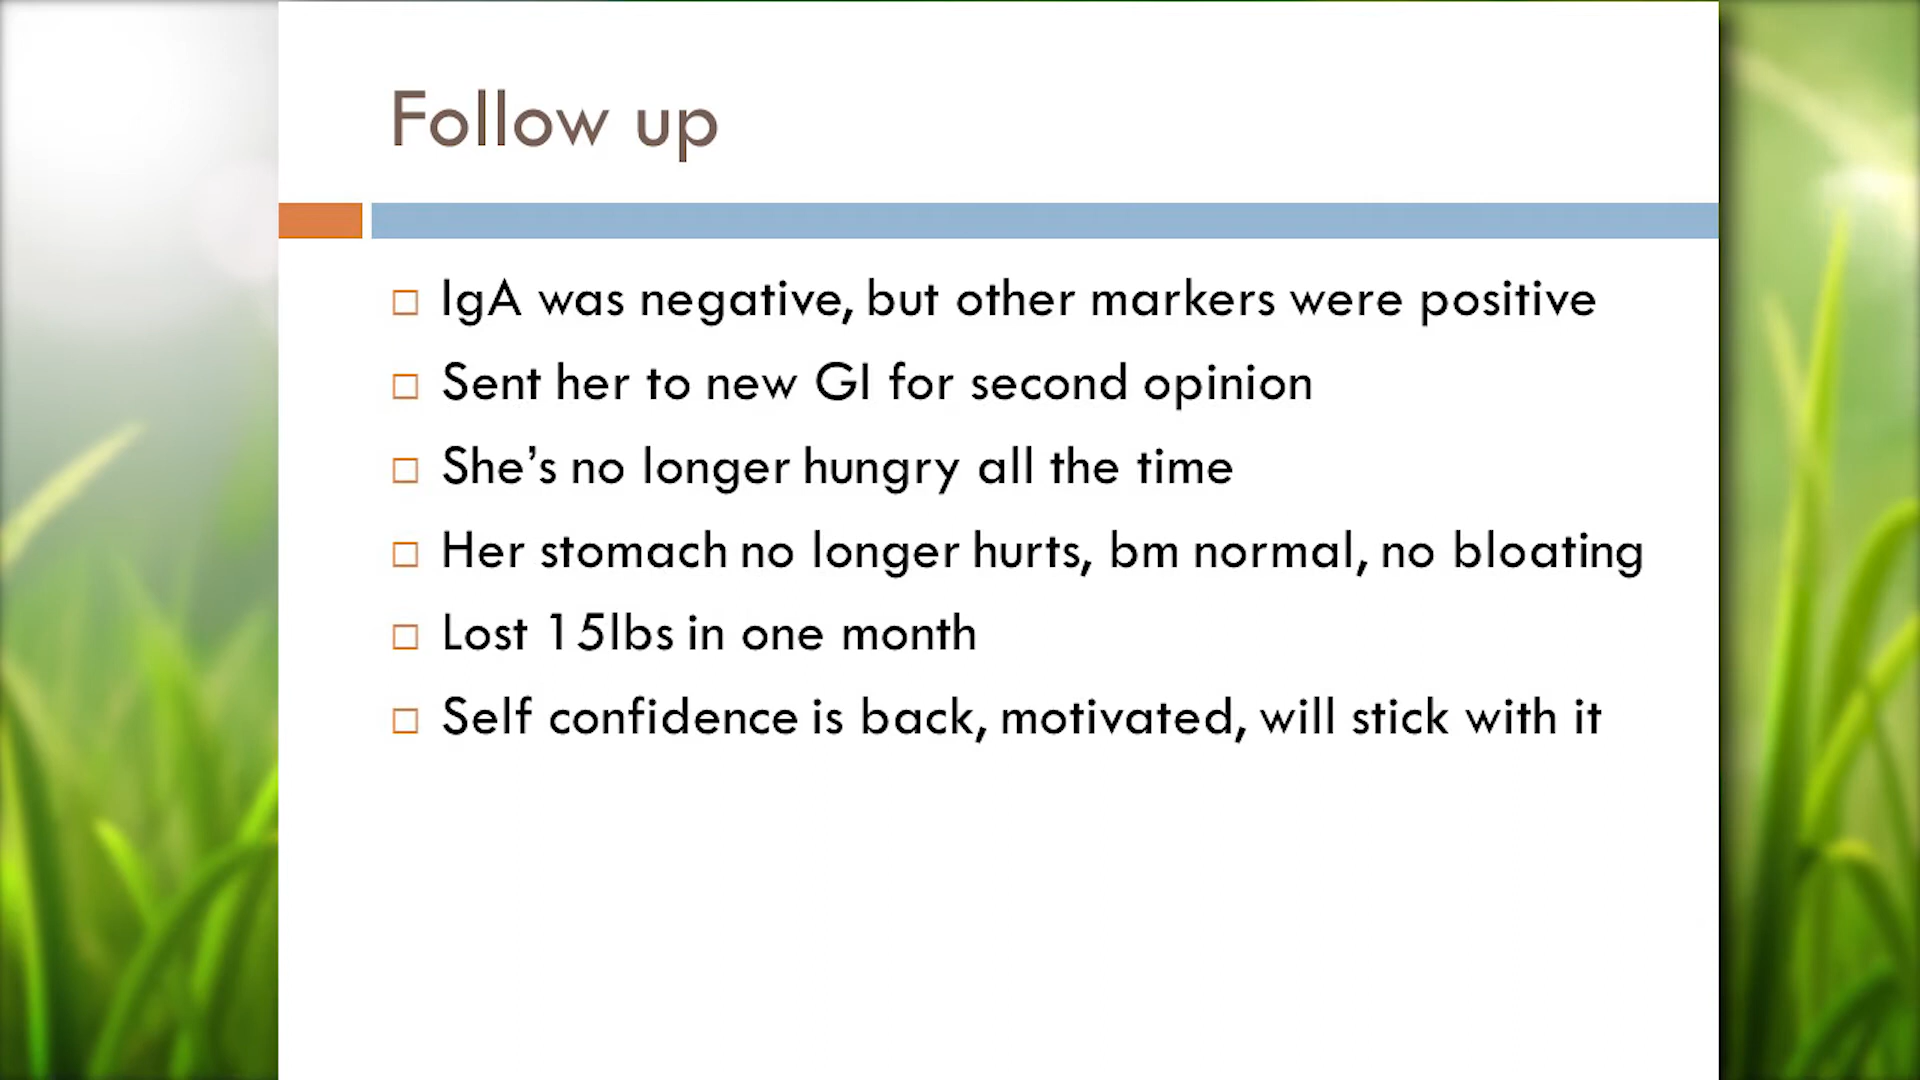 Follow up
IgA was negative, but other markers were positive
Sent her to new GI for second opinion
She’s no longer hungry all the time
Her stomach no longer hurts, bm normal, no bloating
Lost 15lbs in one month
Self confidence is back, motivated, will stick with it